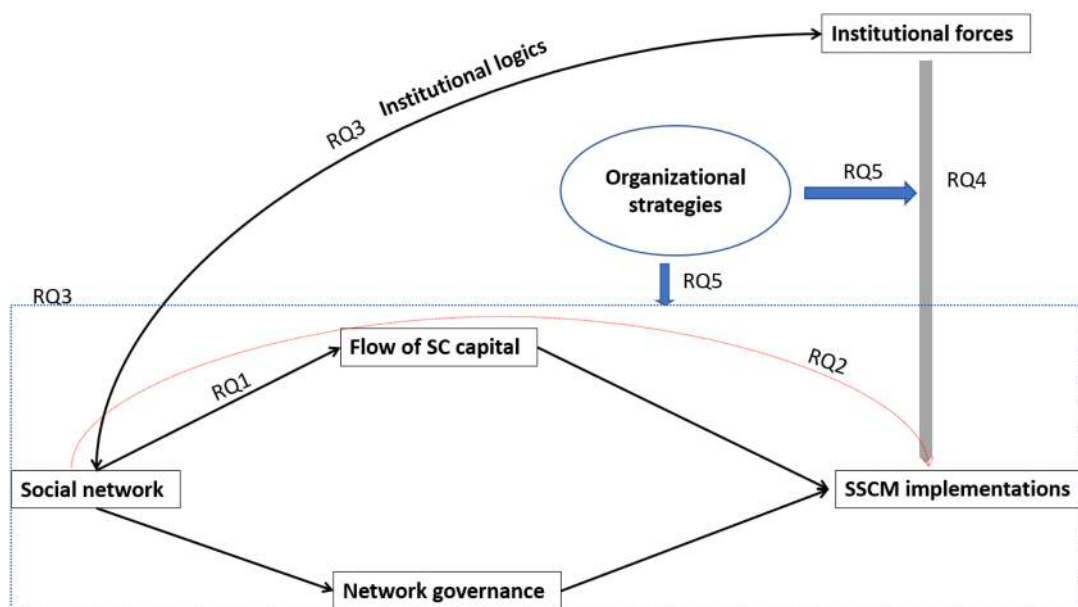 Institutional forces
Institutional logics
RQ3
Organizational
strategies
RQ5
RQ4
RQ5
RQ3
Flow of SC capital
RQ2
RQ1
Social network
SSCM implementations
Network governance